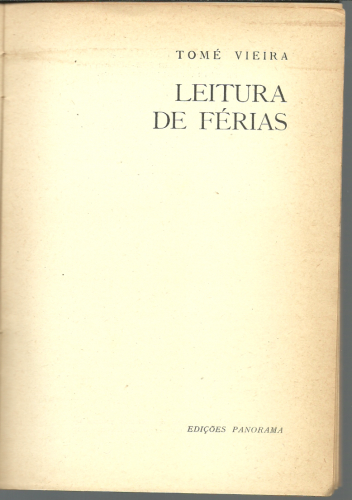 TOMÉ VIEIRA
LEITURA
DE FÉRIAS
EDIÇÕES PANORAMA